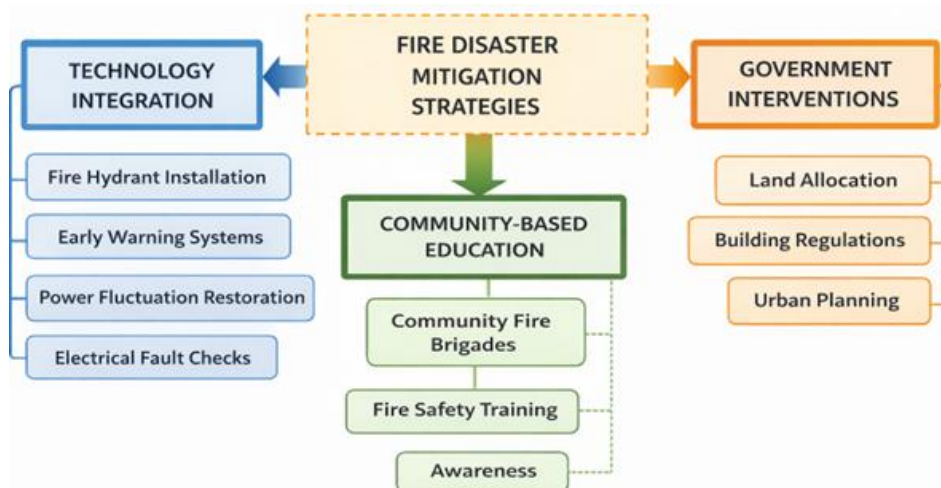 FIRE DISASTER
MITIGATION
STRATEGIES
TECHNOLOGY
INTEGRATION
Fire Hydrant Installation
Early Warning Systems
Power Fluctuation Restoration
Electrical Fault Checks
COMMUNITY-BASED
EDUCATION
Community Fire
Brigades
Fire Safety Training
Awareness
GOVERNMENT
INTERVENTIONS
Land Allocation
Building Regulations
Urban Planning